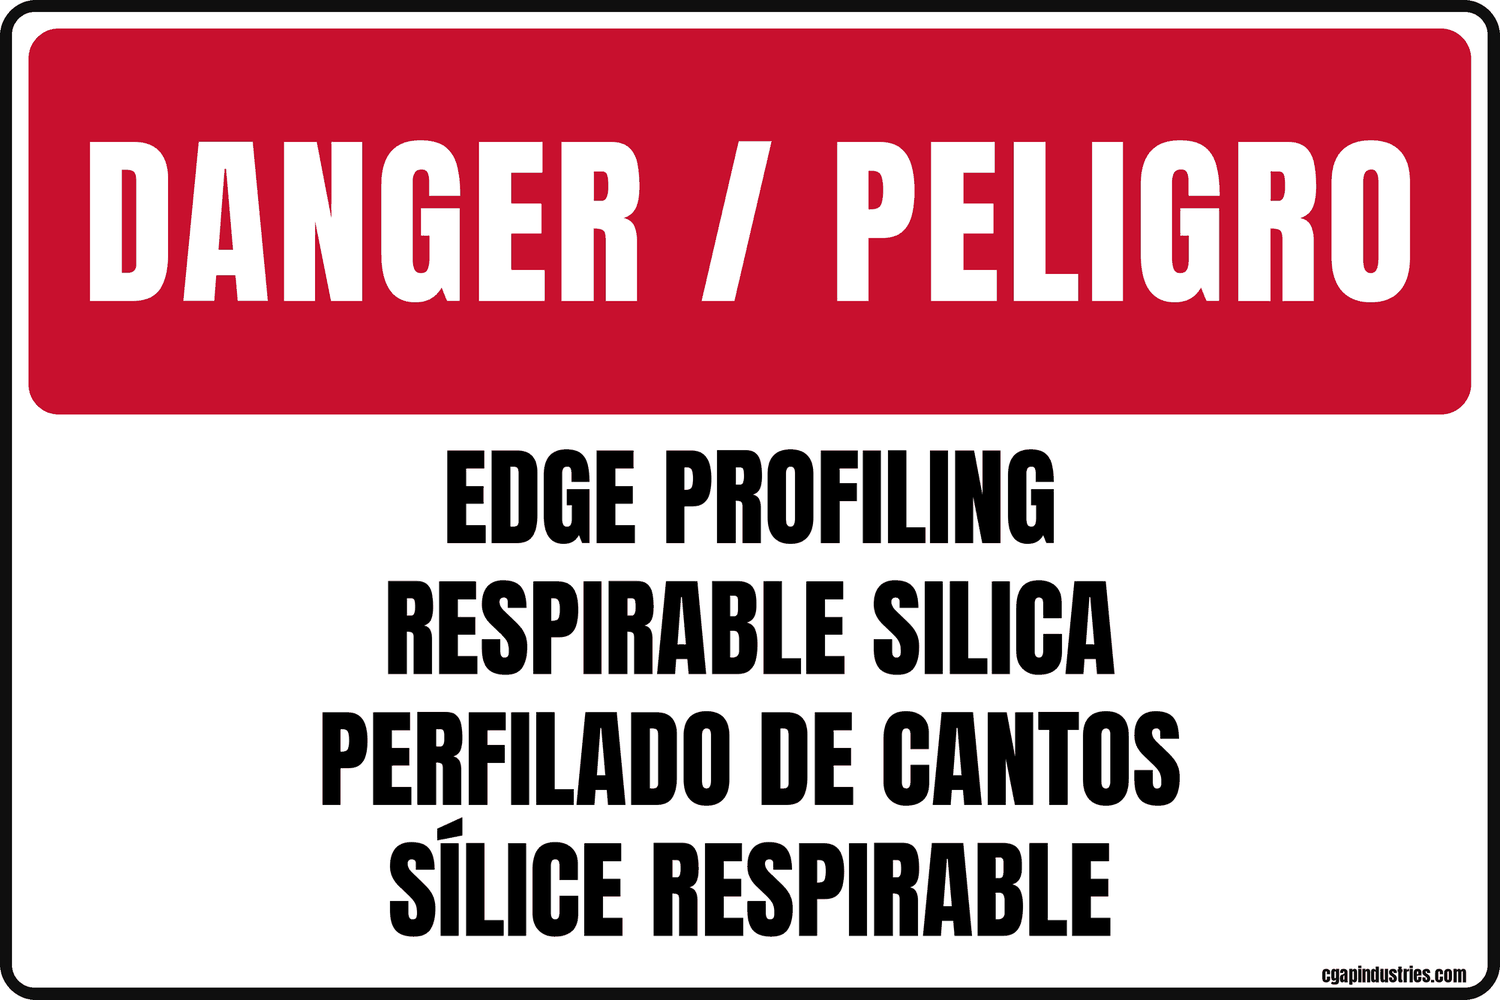 DANGER / PELIGRO
EDGE PROFILING
RESPIRABLE SILICA
PERFILADO DE CANTOS
SÍLICE RESPIRABLE
cgapindustries.com